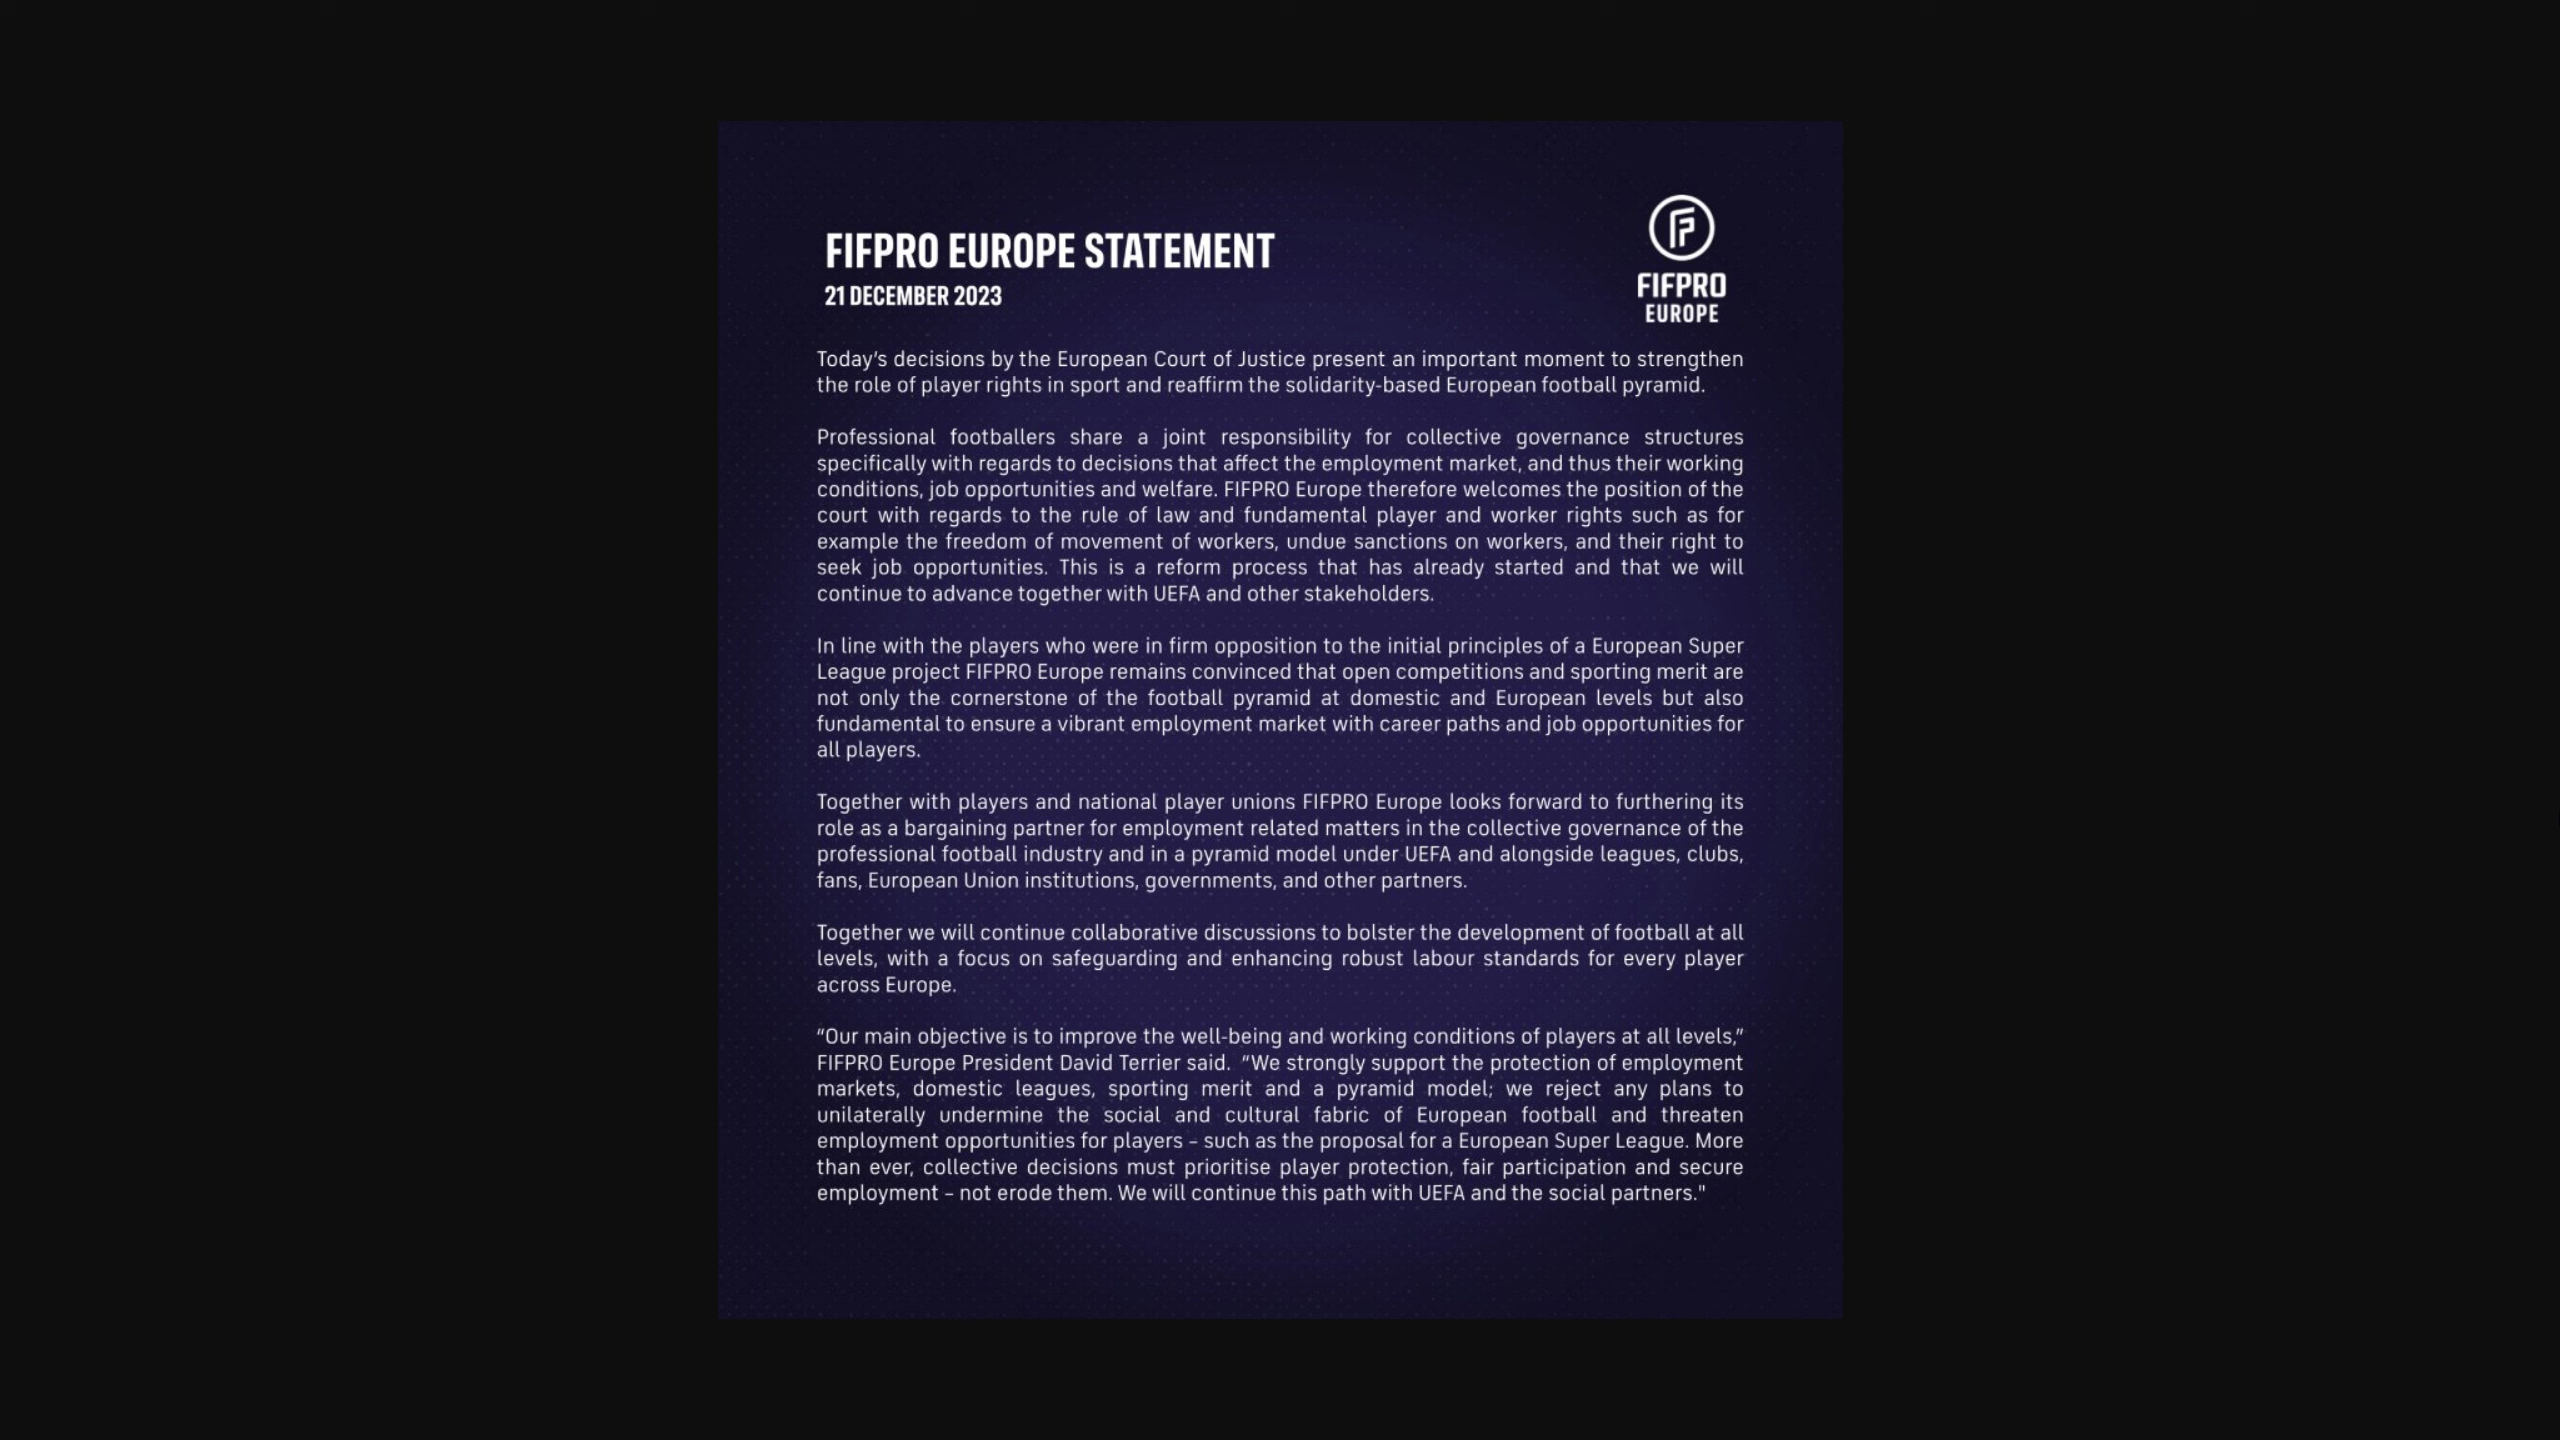 FIFPRO EUROPE STATEMENT
21 DECEMBER 2023
FIFPRO
EUROPE
Today's decisions by the European Court of Justice present an important moment to strengthen
the role of player rights in sport and reaffirm the solidarity-based European football pyramid.
Professional footballers share a joint responsibility for collective governance structures
specifically with regards to decisions that affect the employment market, and thus their working
conditions, job opportunities and welfare. FIFPRO Europe therefore welcomes the position of the
court with regards to the rule of law and fundamental player and worker rights such as for
example the freedom of movement of workers, undue sanctions on workers, and their right to
seek job opportunities. This is a reform process that has already started and that we will
continue to advance together with UEFA and other stakeholders.
In line with the players who were in firm opposition to the initial principles of a European Super
League project FIFPRO Europe remains convinced that open competitions and sporting merit are
not only the cornerstone of the football pyramid at domestic and European levels but also
fundamental to ensure a vibrant employment market with career paths and job opportunities for
all players.
Together with players and national player unions FIFPRO Europe looks forward to furthering its
role as a bargaining partner for employment related matters in the collective governance of the
professional football industry and in a pyramid model under UEFA and alongside leagues, clubs,
fans, European Union institutions, governments, and other partners.
Together we will continue collaborative discussions to bolster the development of football at all
levels, with a focus on safeguarding and enhancing robust labour standards for every player
across Europe.
“Our main objective is to improve the well-being and working conditions of players at all levels,”
FIFPRO Europe President David Terrier said. “We strongly support the protection of employment
markets, domestic leagues, sporting merit and a pyramid model; we reject any plans to
unilaterally undermine the social and cultural fabric of European football and threaten
employment opportunities for players – such as the proposal for a European Super League. More
than ever, collective decisions must prioritise player protection, fair participation and secure
employment – not erode them. We will continue this path with UEFA and the social partners."